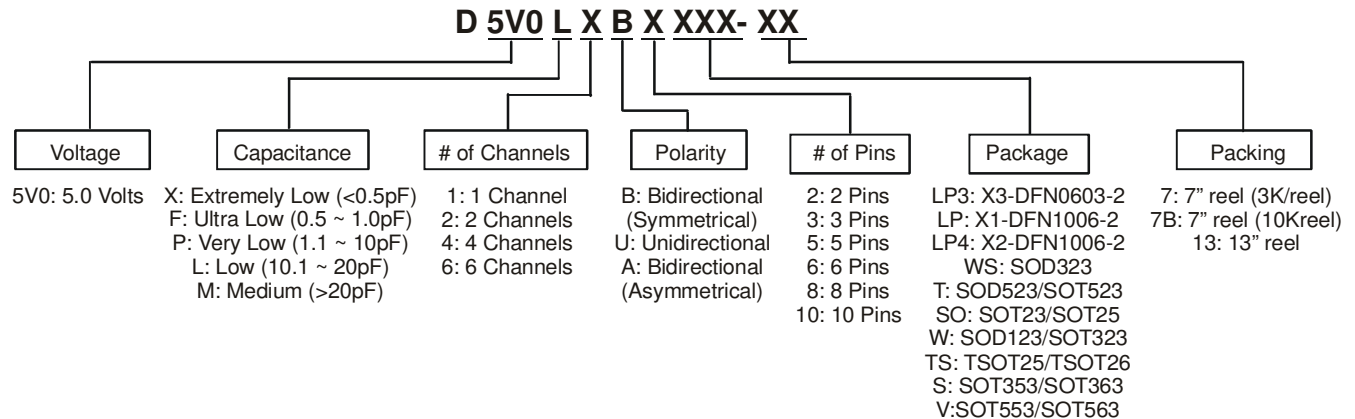 D 5V0 L X B X XXX- XX
Voltage
5V0: 5.0 Volts
Capacitance
X: Extremely Low (<0.5pF)
F: Ultra Low (0.5 ~ 1.0pF)
P: Very Low (1.1 ~ 10pF)
L: Low (10.1 ~ 20pF)
M: Medium (>20pF)
# of Channels
1: 1 Channel
2: 2 Channels
4: 4 Channels
6: 6 Channels
Polarity
B: Bidirectional
(Symmetrical)
U: Unidirectional
A: Bidirectional
(Asymmetrical)
# of Pins
2: 2 Pins
3: 3 Pins
5: 5 Pins
6: 6 Pins
8: 8 Pins
10: 10 Pins
Package
LP3: X3-DFN0603-2
LP: X1-DFN1006-2
LP4: X2-DFN1006-2
WS: SOD323
T: SOD523/SOT523
SO: SOT23/SOT25
W: SOD123/SOT323
TS: TSOT25/TSOT26
S: SOT353/SOT363
V:SOT553/SOT563
Packing
7: 7” reel (3K/reel)
7B: 7” reel (10Kreel)
13: 13” reel